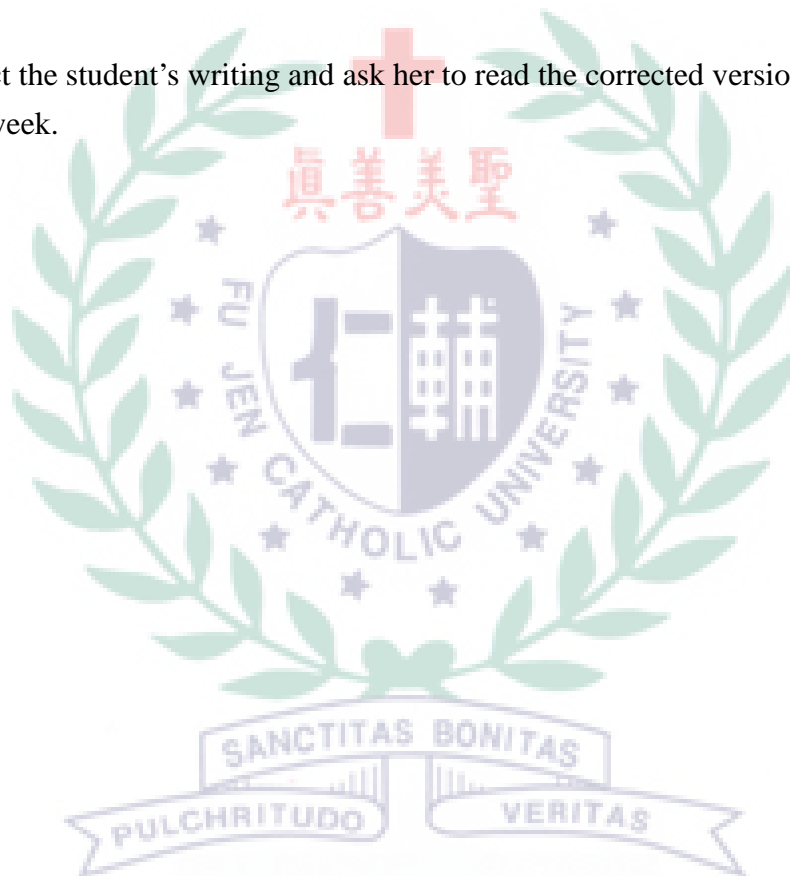 ct the student’s writing and ask her to read the corrected versio
week.
真善美聖
FU JEN CATHOLIC UNIVERSITY
仁輔
SANCTITAS BONITAS
PULCHRITUDO VERITAS